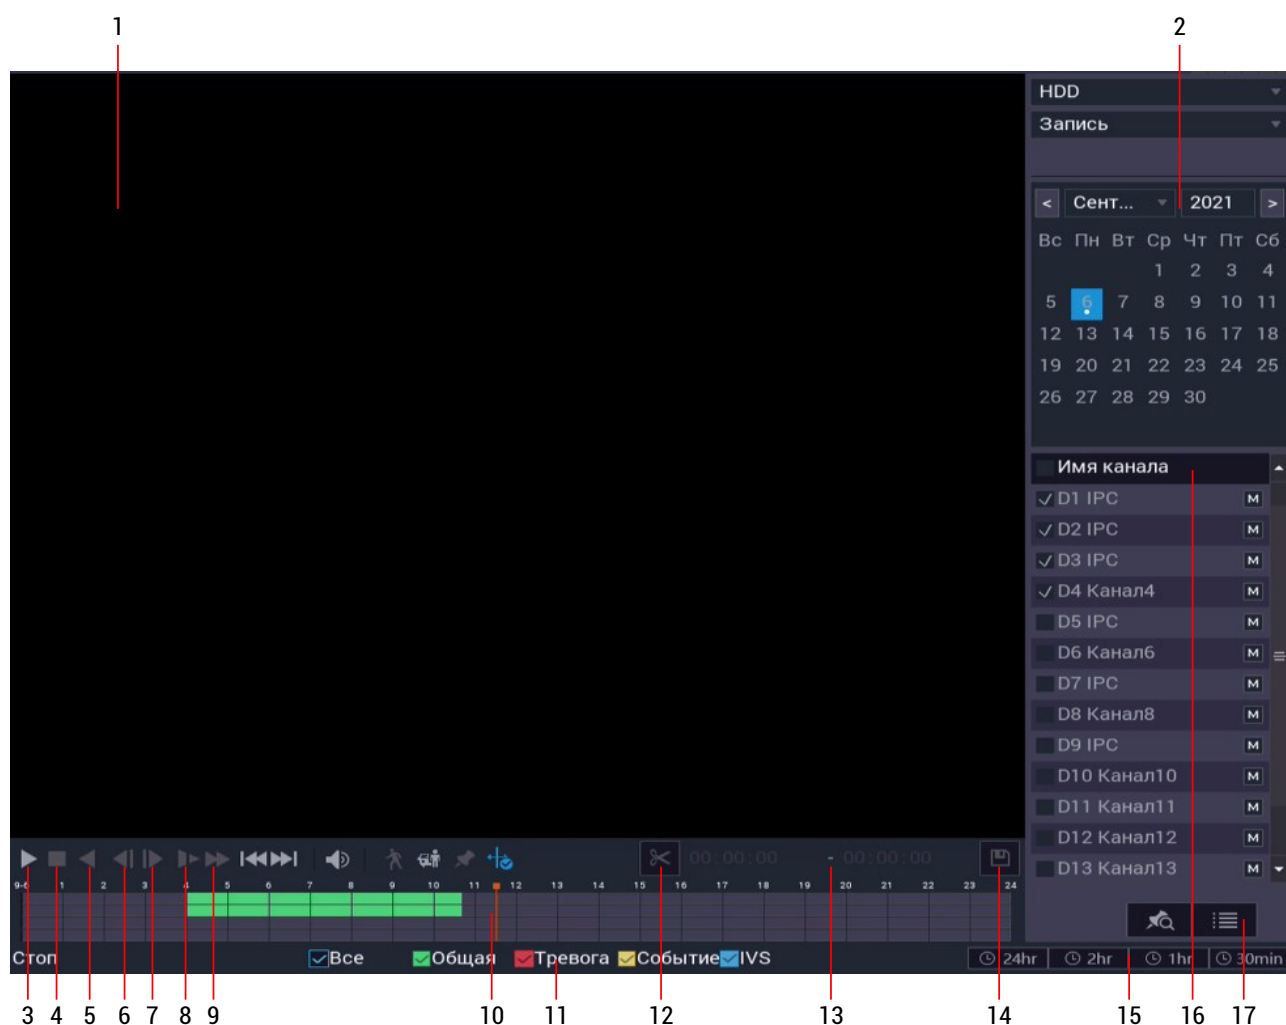 1 2
HDD
Запись
< Сент... 2021 >
Вс Пн Вт Ср Чт Пт Сб
1 2 3 4
5 6 7 8 9 10 11
12 13 14 15 16 17 18
19 20 21 22 23 24 25
26 27 28 29 30
Имя канала
D1 IPC M
D2 IPC M
D3 IPC M
D4 Канал4 M
D5 IPC M
D6 Канал6 M
D7 IPC M
D8 Канал8 M
D9 IPC M
D10 Канал10 M
D11 Канал11 M
D12 Канал12 M
D13 Канал13 M
00:00:00 - 00:00:00
9-6 1 2 3 4 5 6 7 8 9 10 11 12 13 14 15 16 17 18 19 20 21 22 23 24
Стоп Все Общая Тревога Событие IVS 24hr 2hr 1hr 30min
3 4 5 6 7 8 9 10 11 12 13 14 15 16 17